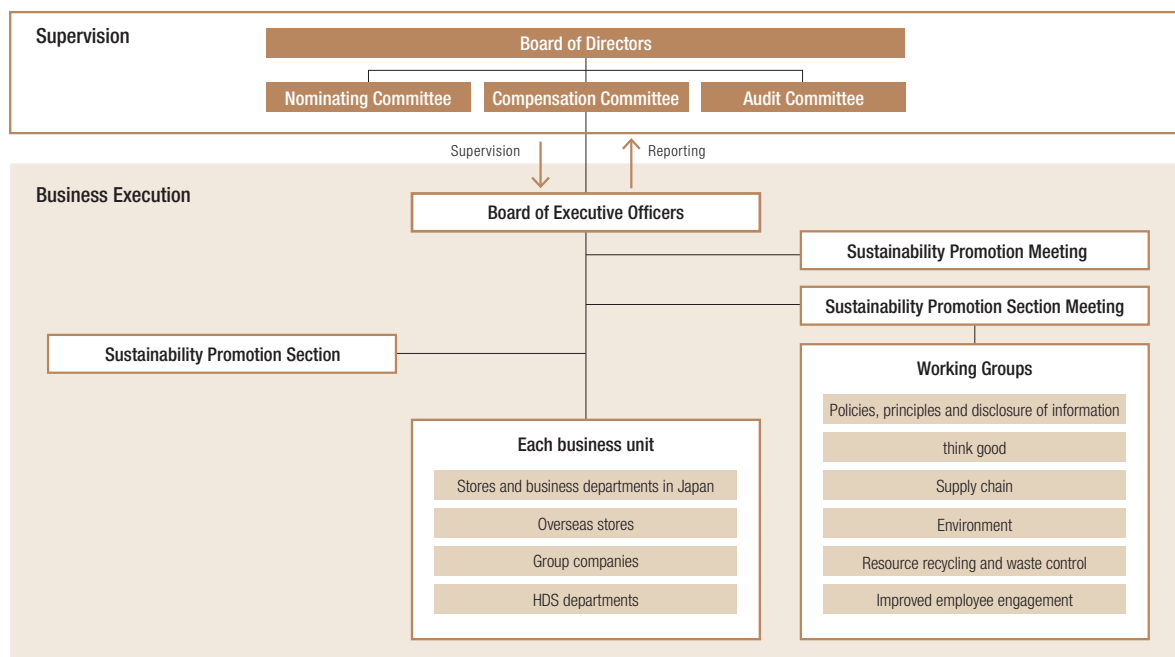 Supervision
Board of Directors
Nominating Committee
Compensation Committee
Audit Committee
Supervision
Reporting
Business Execution
Board of Executive Officers
Sustainability Promotion Meeting
Sustainability Promotion Section Meeting
Sustainability Promotion Section
Working Groups
Policies, principles and disclosure of information
think good
Supply chain
Environment
Resource recycling and waste control
Improved employee engagement
Each business unit
Stores and business departments in Japan
Overseas stores
Group companies
HDS departments